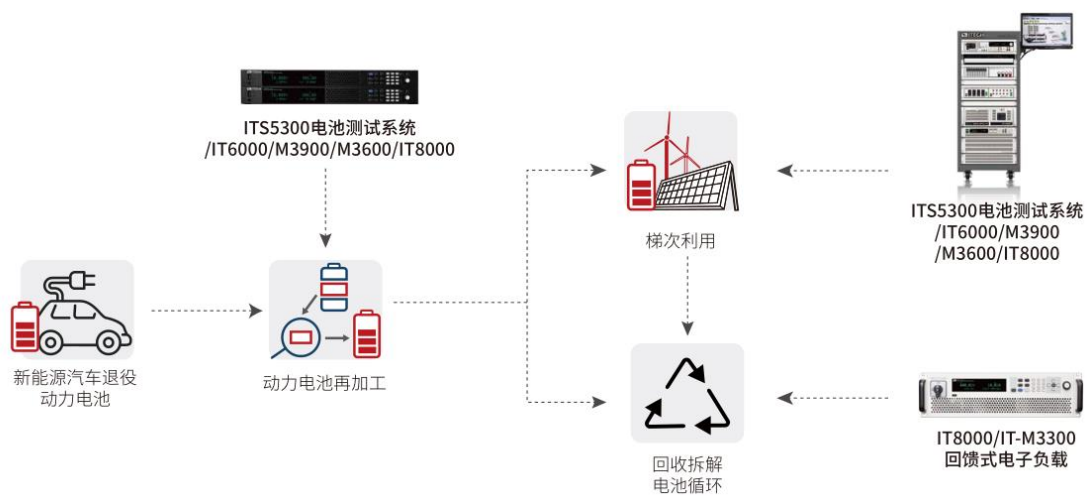 ITS5300电池测试系统
/IT6000/M3900/M3600/IT8000
新能源汽车退役
动力电池
动力电池再加工
梯次利用
回收拆解
电池循环
ITECH
ITS5300电池测试系统
/IT6000/M3900
/M3600/IT8000
IT8000/IT-M3300
回馈式电子负载